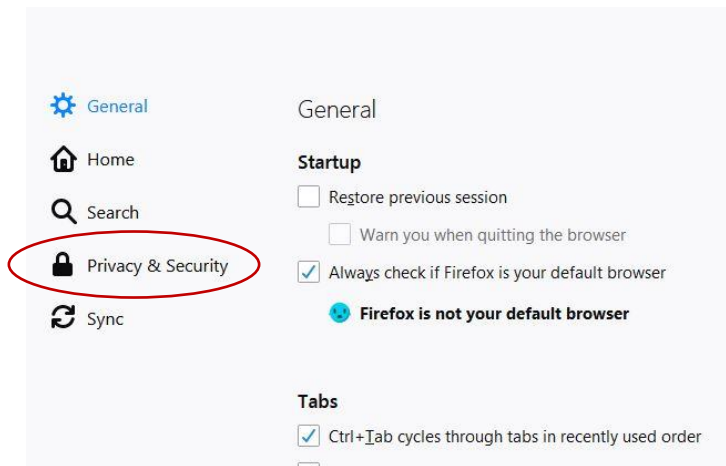 General
Home
Search
Privacy & Security
Sync
General
Startup
Restore previous session
Warn you when quitting the browser
Always check if Firefox is your default browser
Firefox is not your default browser
Tabs
Ctrl+Tab cycles through tabs in recently used order